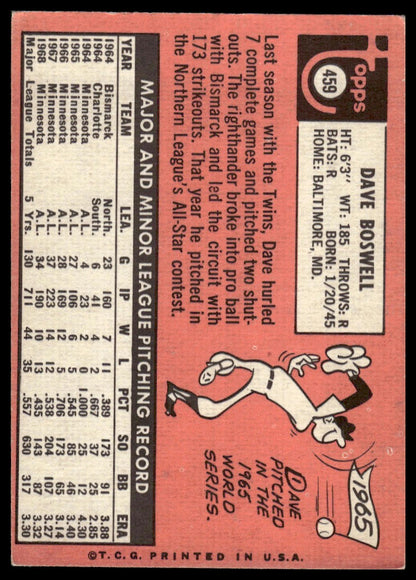 Topps
459
DAVE BOSWELL
HT: 6'3" WT: 185 THROWS: R
BATS: R BORN: 1/20/45
HOME: BALTIMORE, MD.
1965
DAVE
PITCHED
IN THE
1965
WORLD
SERIES.
Last season with the Twins, Dave hurled
7 complete games and pitched two shut-
outs. The righthander broke into pro ball
with Bismarck and led the circuit with
173 strikeouts. That year he pitched in
the Northern League's All-Star contest.
MAJOR AND MINOR LEAGUE PITCHING RECORD
YEAR TEAM LEA. G IP W L PCT SO BB ERA
1964 Bismarck North. 23 160 7 11 .389 173 91 3.88
1964 Charlotte South. 6 41 4 2 .667 37 25 2.85
1964 Minnesota A.L. 4 23 2 0 1.000 25 12 4.30
1965 Minnesota A.L. 27 106 6 5 .545 85 46 3.40
1966 Minnesota A.L. 28 169 12 5 .706 173 65 3.14
1967 Minnesota A.L. 37 223 14 12 .538 204 107 3.27
1968 Minnesota A.L. 34 190 10 13 .435 143 87 3.32
Major League Totals 5 Yrs. 130 711 44 35 .557 630 317 3.30
©T.C.G. PRINTED IN U.S.A.